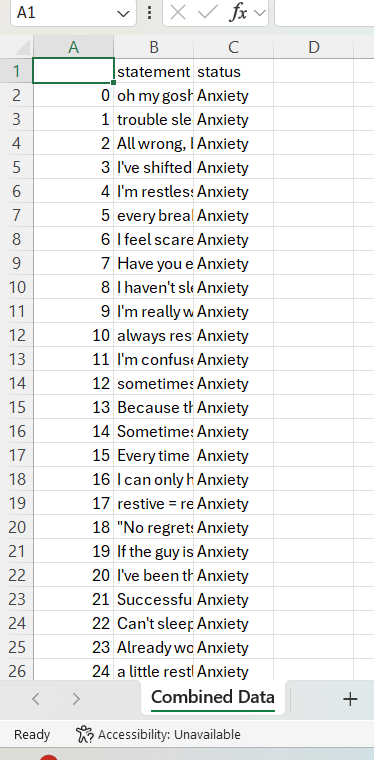 A1 fx
A B C D
1 statement status
2 0 oh my gosh Anxiety
3 1 trouble sle Anxiety
4 2 All wrong, Anxiety
5 3 I've shifted Anxiety
6 4 I'm restless Anxiety
7 5 every brea Anxiety
8 6 I feel scare Anxiety
9 7 Have you e Anxiety
10 8 I haven't sl Anxiety
11 9 I'm really w Anxiety
12 10 always res Anxiety
13 11 I'm confus Anxiety
14 12 sometimes Anxiety
15 13 Because th Anxiety
16 14 Sometimes Anxiety
17 15 Every time Anxiety
18 16 I can only h Anxiety
19 17 restive = re Anxiety
20 18 "No regrets Anxiety
21 19 If the guy is Anxiety
22 20 I've been th Anxiety
23 21 Successfu Anxiety
24 22 Can't sleep Anxiety
25 23 Already wo Anxiety
26 24 a little rest Anxiety
Combined Data
Ready Accessibility: Unavailable